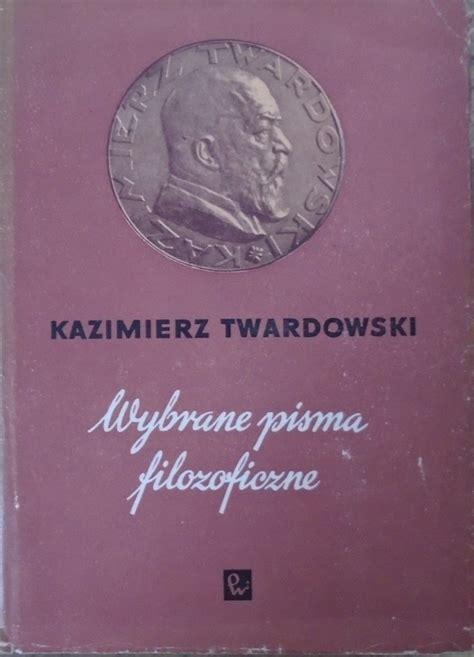 KAZIMIERZ TWARDOWSKI
KAZIMIERZ TWARDOWSKI
Wybrane pisma
filozoficzne
PW